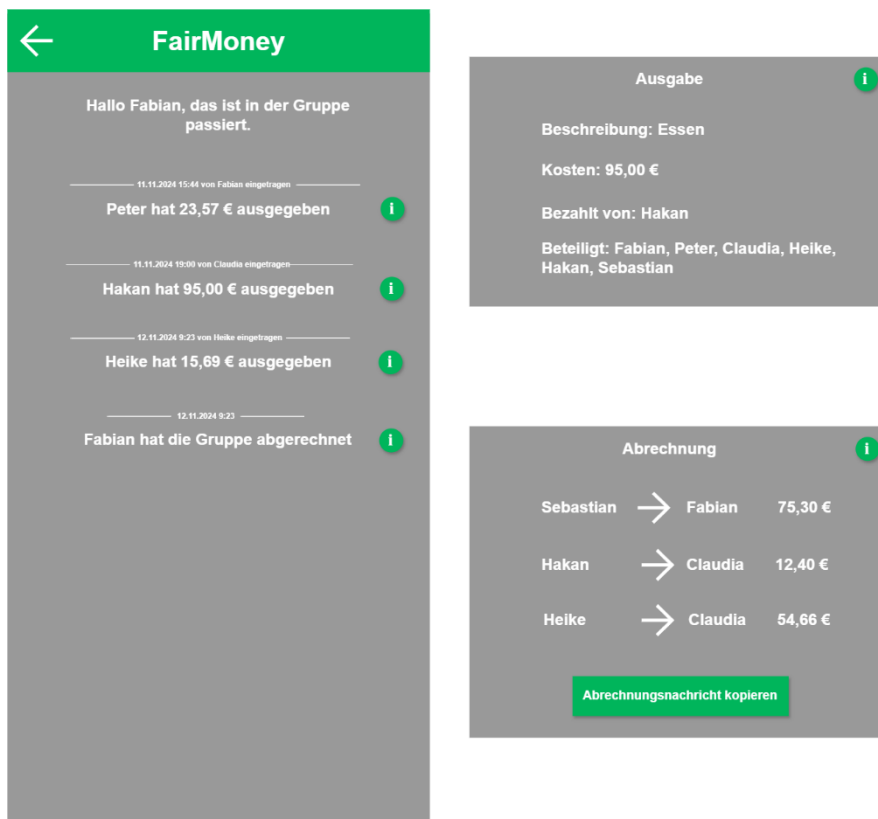 FairMoney
Hallo Fabian, das ist in der Gruppe
passiert.
11.11.2024 15:44 von Fabian eingetragen
Peter hat 23,57 € ausgegeben
i
11.11.2024 19:00 von Claudia eingetragen
Hakan hat 95,00 € ausgegeben
i
12.11.2024 9:23 von Heike eingetragen
Heike hat 15,69 € ausgegeben
i
12.11.2024 9:23
Fabian hat die Gruppe abgerechnet
i
Ausgabe
i
Beschreibung: Essen
Kosten: 95,00 €
Bezahlt von: Hakan
Beteiligt: Fabian, Peter, Claudia, Heike,
Hakan, Sebastian
Abrechnung
i
Sebastian → Fabian 75,30 €
Hakan → Claudia 12,40 €
Heike → Claudia 54,66 €
Abrechnungsnachricht kopieren